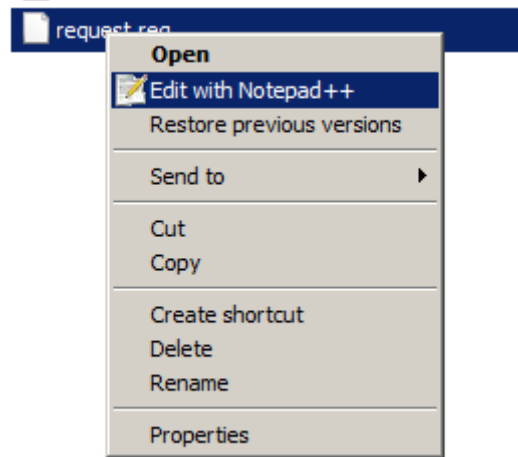 request.req
Open
Edit with Notepad++
Restore previous versions
Send to
Cut
Copy
Create shortcut
Delete
Rename
Properties